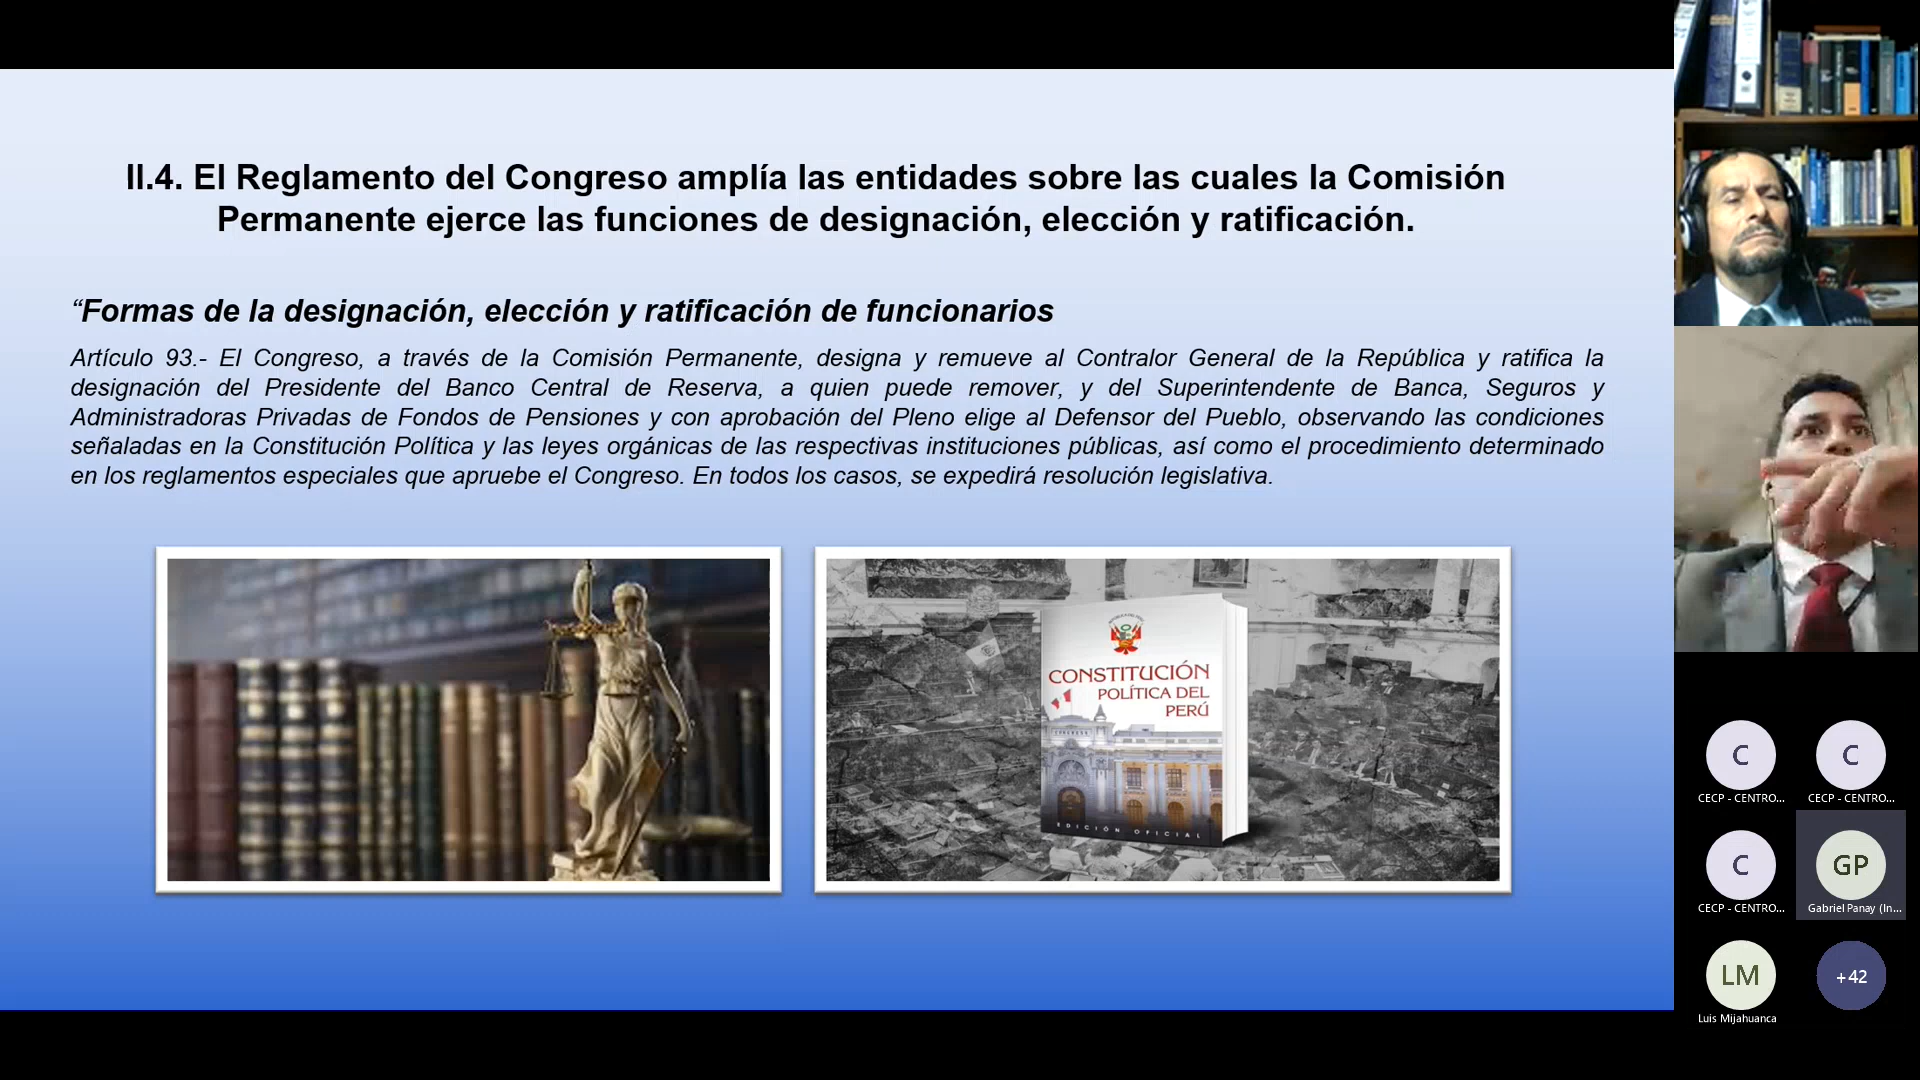 II.4. El Reglamento del Congreso amplía las entidades sobre las cuales la Comisión
Permanente ejerce las funciones de designación, elección y ratificación.
“Formas de la designación, elección y ratificación de funcionarios
Artículo 93.- El Congreso, a través de la Comisión Permanente, designa y remueve al Contralor General de la República y ratifica la
designación del Presidente del Banco Central de Reserva, a quien puede remover, y del Superintendente de Banca, Seguros y
Administradoras Privadas de Fondos de Pensiones y con aprobación del Pleno elige al Defensor del Pueblo, observando las condiciones
señaladas en la Constitución Política y las leyes orgánicas de las respectivas instituciones públicas, así como el procedimiento determinado
en los reglamentos especiales que apruebe el Congreso. En todos los casos, se expedirá resolución legislativa.
CONSTITUCIÓN
POLÍTICA DEL
PERÚ
EDICIÓN OFICIAL
C
CECP - CENTRO...
C
CECP - CENTRO...
C
CECP - CENTRO...
GP
Gabriel Panay (In...
LM
Luis Mijahuanca
+42